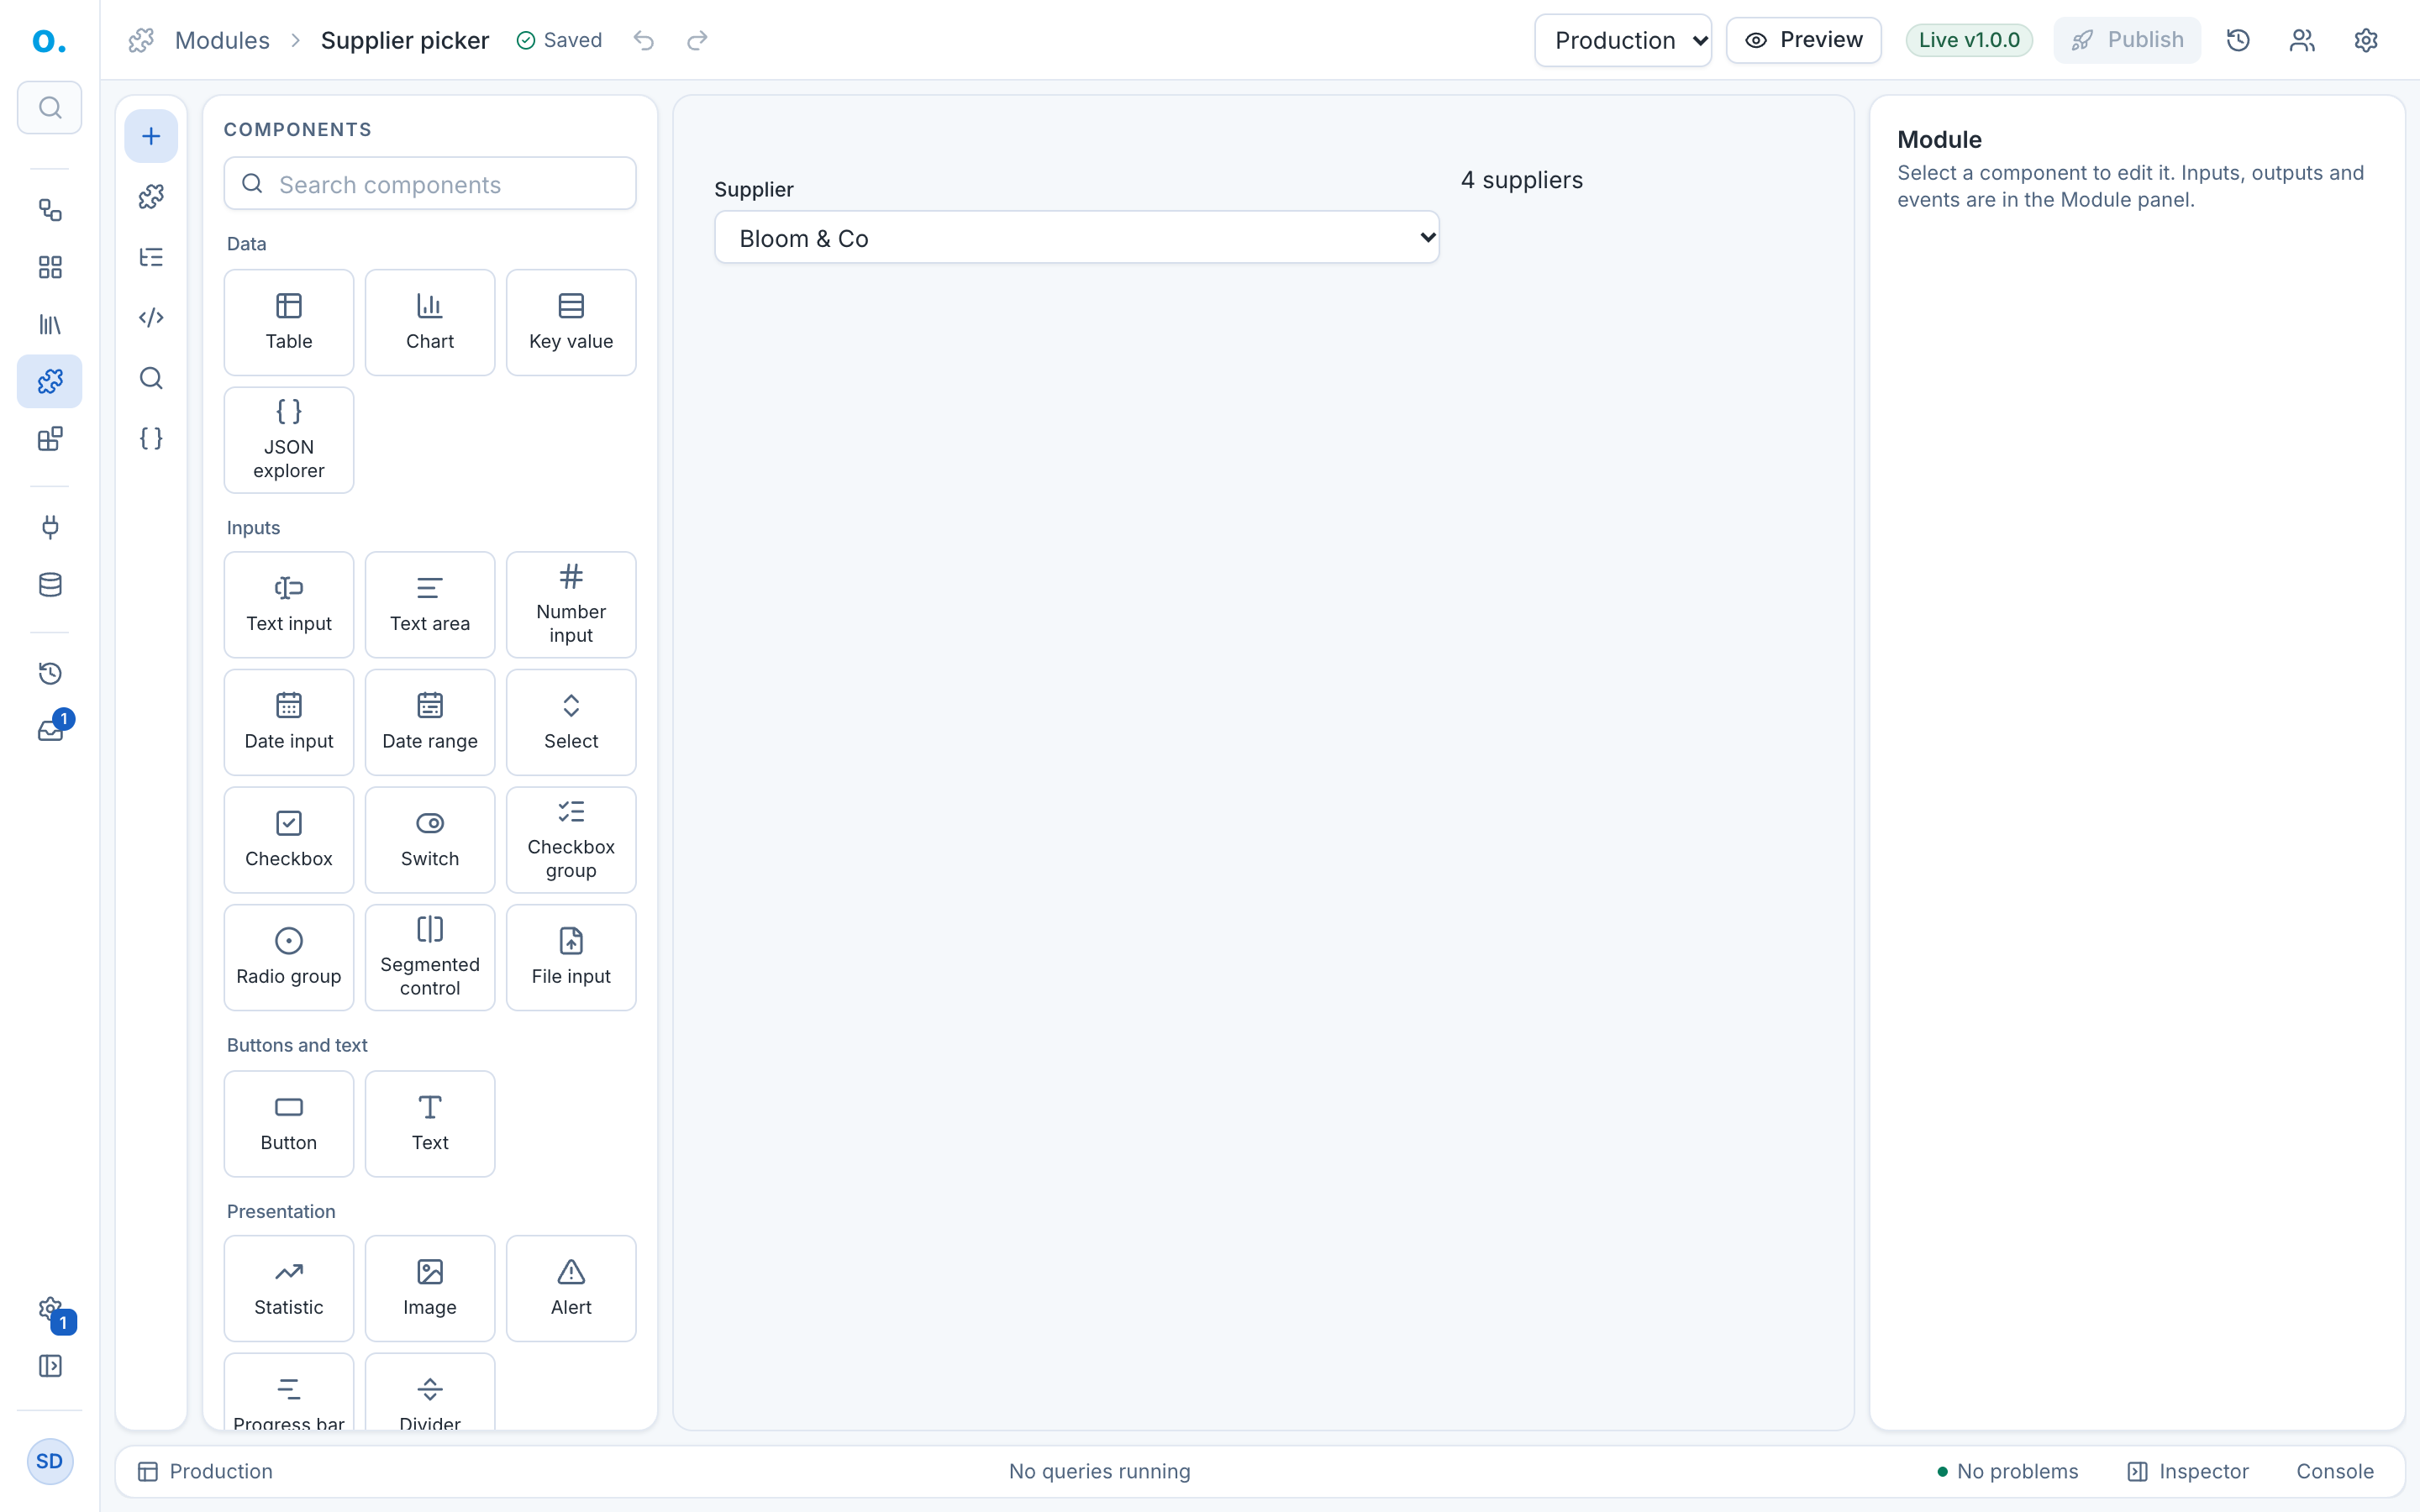 o.
Modules
Supplier picker
Saved
Production
Preview
Live v1.0.0
Publish
COMPONENTS
Search components
Data
Table
Chart
Key value
JSON
explorer
Inputs
Text input
Text area
Number
input
Date input
Date range
Select
Checkbox
Switch
Checkbox
group
Radio group
Segmented
control
File input
Buttons and text
Button
Text
Presentation
Statistic
Image
Alert
Progress bar
Divider
Supplier
Bloom & Co
4 suppliers
Module
Select a component to edit it. Inputs, outputs and
events are in the Module panel.
1
1
SD
Production
No queries running
No problems
Inspector
Console